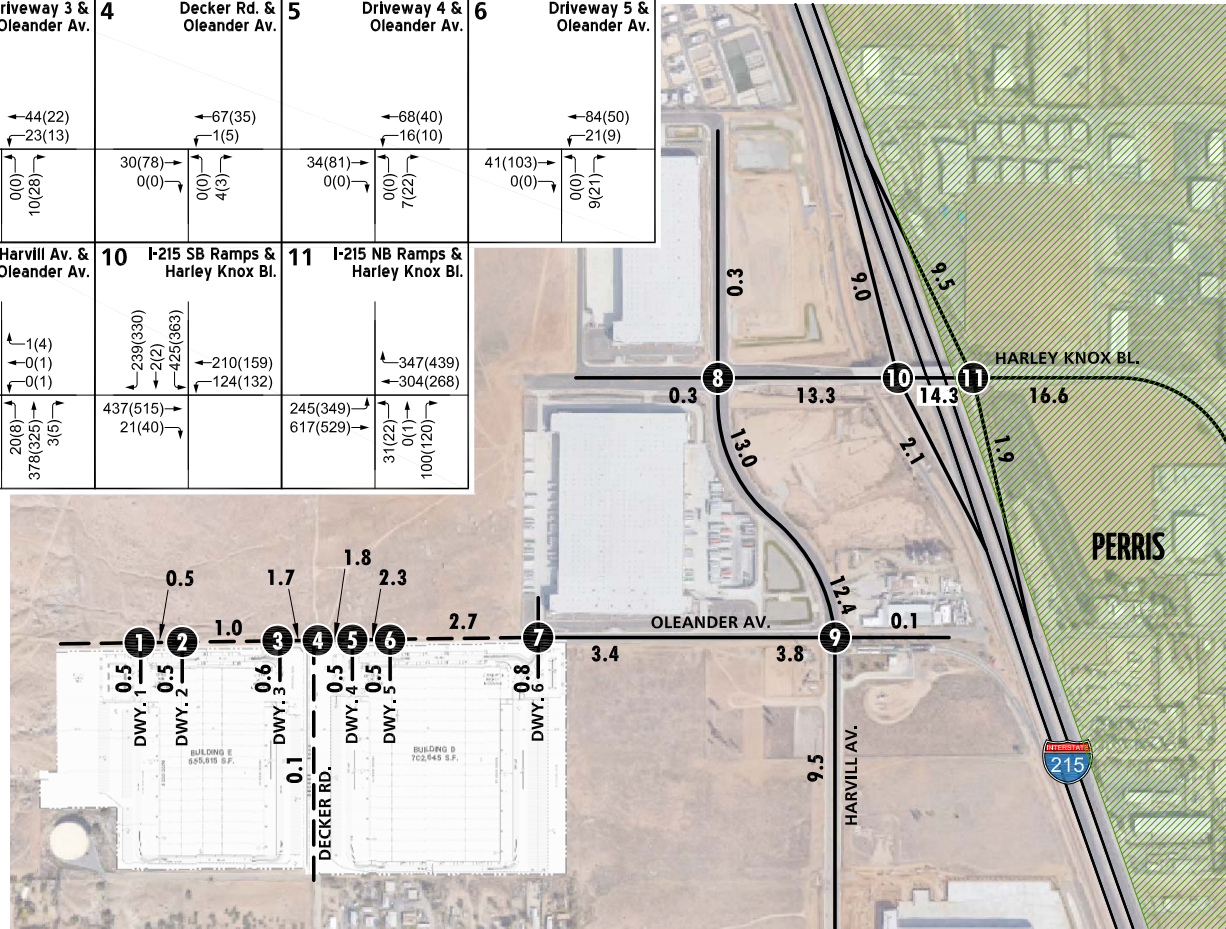 riveway 3 &
Oleander Av.
44(22)
23(13)
0(0)
10(28)
4
Decker Rd. &
Oleander Av.
67(35)
1(5)
30(78)
0(0)
0(0)
4(3)
5
Driveway 4 &
Oleander Av.
68(40)
16(10)
34(81)
0(0)
0(0)
7(22)
6
Driveway 5 &
Oleander Av.
84(50)
21(9)
41(103)
0(0)
0(0)
9(21)
Harvill Av. &
Oleander Av.
1(4)
0(1)
0(1)
20(8)
378(325)
3(5)
10
I-215 SB Ramps &
Harley Knox Bl.
239(330)
2(2)
425(363)
210(159)
124(132)
437(515)
21(40)
11
I-215 NB Ramps &
Harley Knox Bl.
347(439)
304(268)
245(349)
617(529)
31(22)
0(1)
100(120)
0.3
9.0
9.5
HARLEY KNOX BL.
8
10
11
0.3
13.3
14.3
16.6
13.0
2.1
1.9
PERRIS
1.8
0.5
1.7
2.3
12.4
1.0
2.7
OLEANDER AV.
0.1
1
2
3
4
5
6
7
9
3.4
3.8
0.5
0.5
0.6
0.5
0.5
0.8
DWY. 1
DWY. 2
DWY. 3
DWY. 4
DWY. 5
DWY. 6
BUILDING E
555,815 S.F.
BUILDING D
702,645 S.F.
0.1
DECKER RD.
9.5
HARVILL AV.
INTERSTATE
215